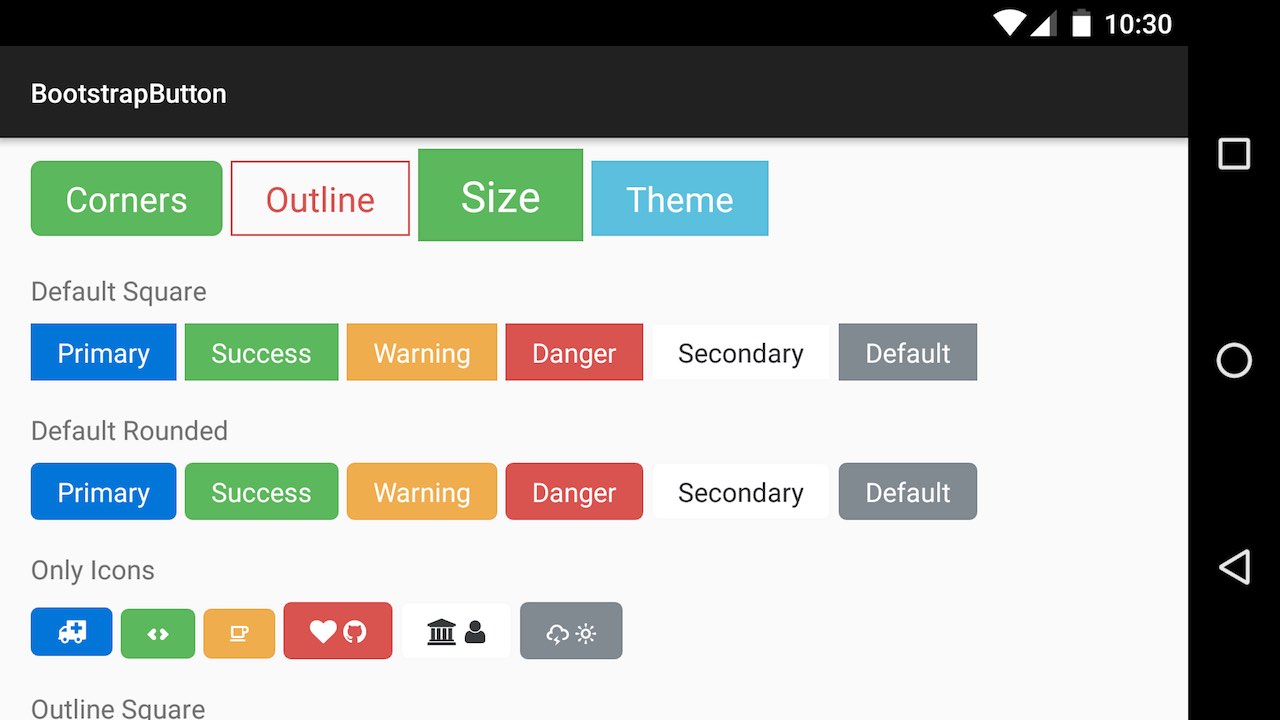 10:30
BootstrapButton
Corners Outline Size Theme
Default Square
Primary Success Warning Danger Secondary Default
Default Rounded
Primary Success Warning Danger Secondary Default
Only Icons
Outline Square